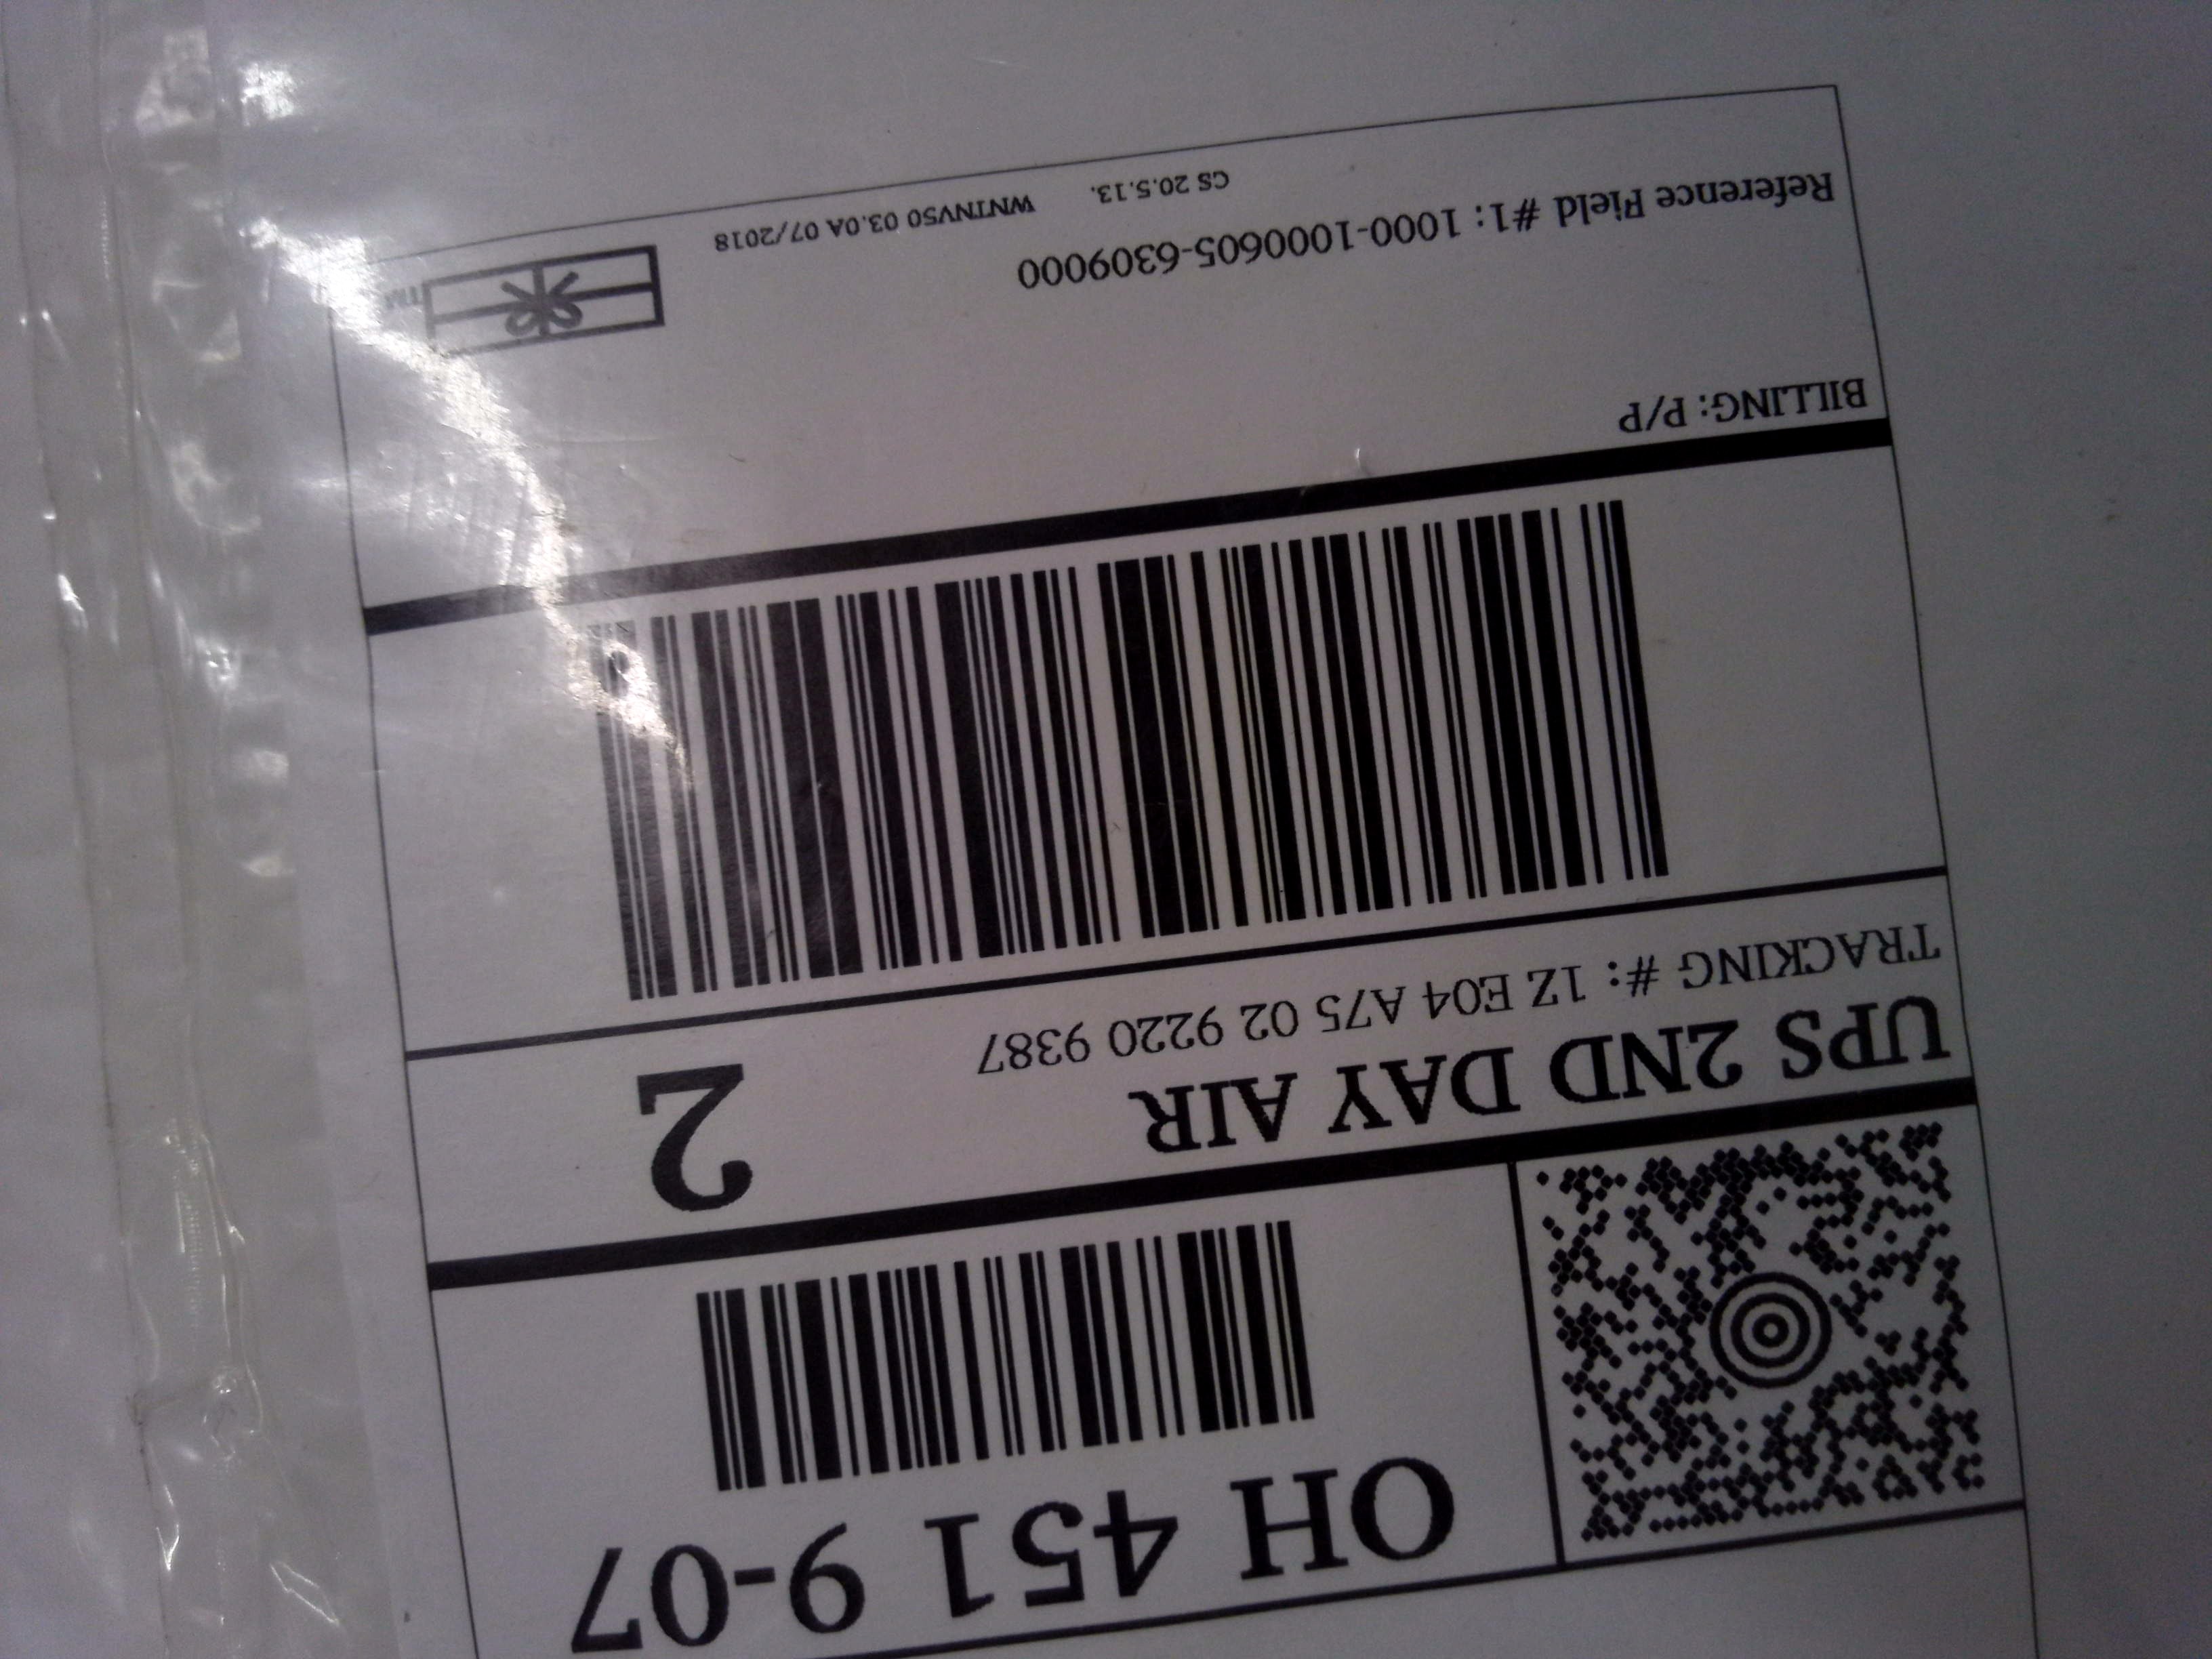 OH 451 9-07
UPS 2ND DAY AIR
2
TRACKING #: 1Z E04 A75 02 9220 9387
BILLING: P/P
Reference Field #1: 1000-1000605-6309000
CS 20.5.13. WNTNV50 03.0A 07/2018
TM